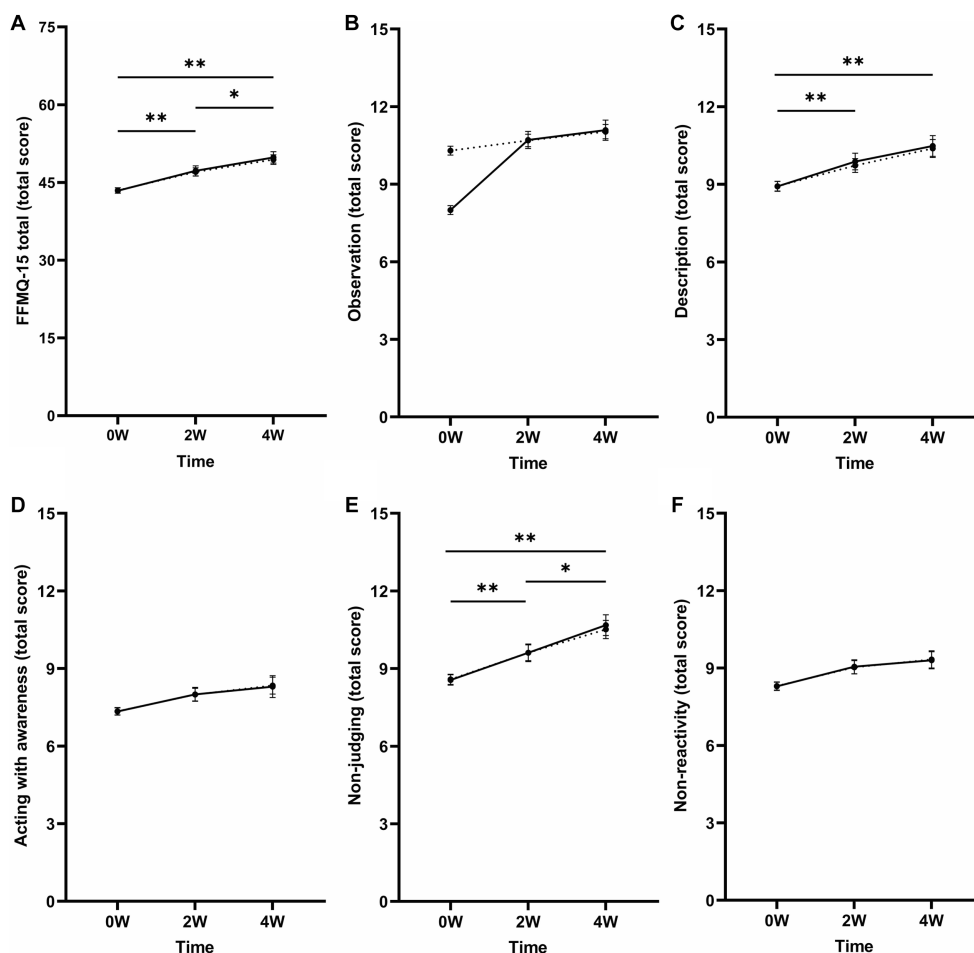 A
FFMQ-15 total (total score)
75
60
45
30
15
0
**
**
*
0W 2W 4W
Time
B
Observation (total score)
15
12
9
6
3
0
0W 2W 4W
Time
C
Description (total score)
15
12
9
6
3
0
**
**
0W 2W 4W
Time
D
Acting with awareness (total score)
15
12
9
6
3
0
0W 2W 4W
Time
E
Non-judging (total score)
15
12
9
6
3
0
**
**
*
0W 2W 4W
Time
F
Non-reactivity (total score)
15
12
9
6
3
0
0W 2W 4W
Time